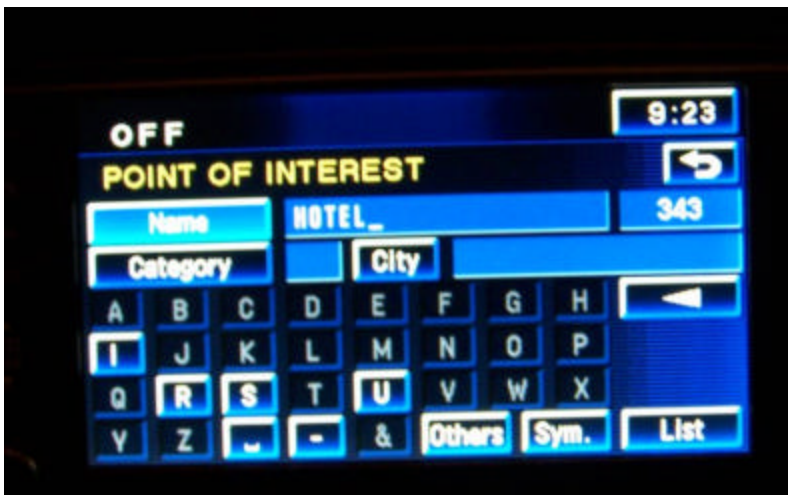 OFF 9:23
POINT OF INTEREST
Name HOTEL_ 343
Category City
A B C D E F G H
I J K L M N O P
Q R S T U V W X
Y Z ␣ - & Others Sym. List